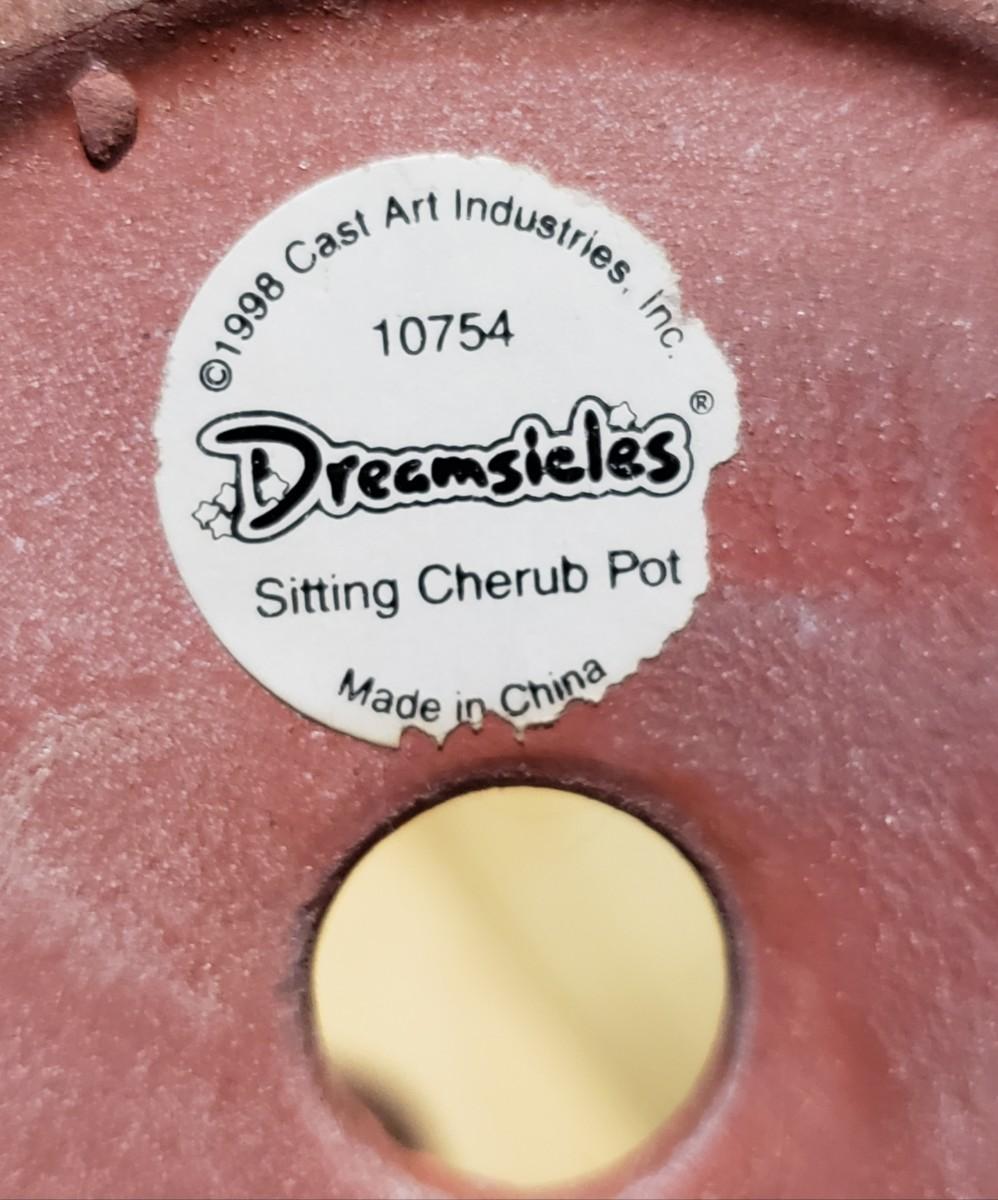 ©1998 Cast Art Industries, Inc.
10754
Dreamsicles®
Sitting Cherub Pot
Made in China